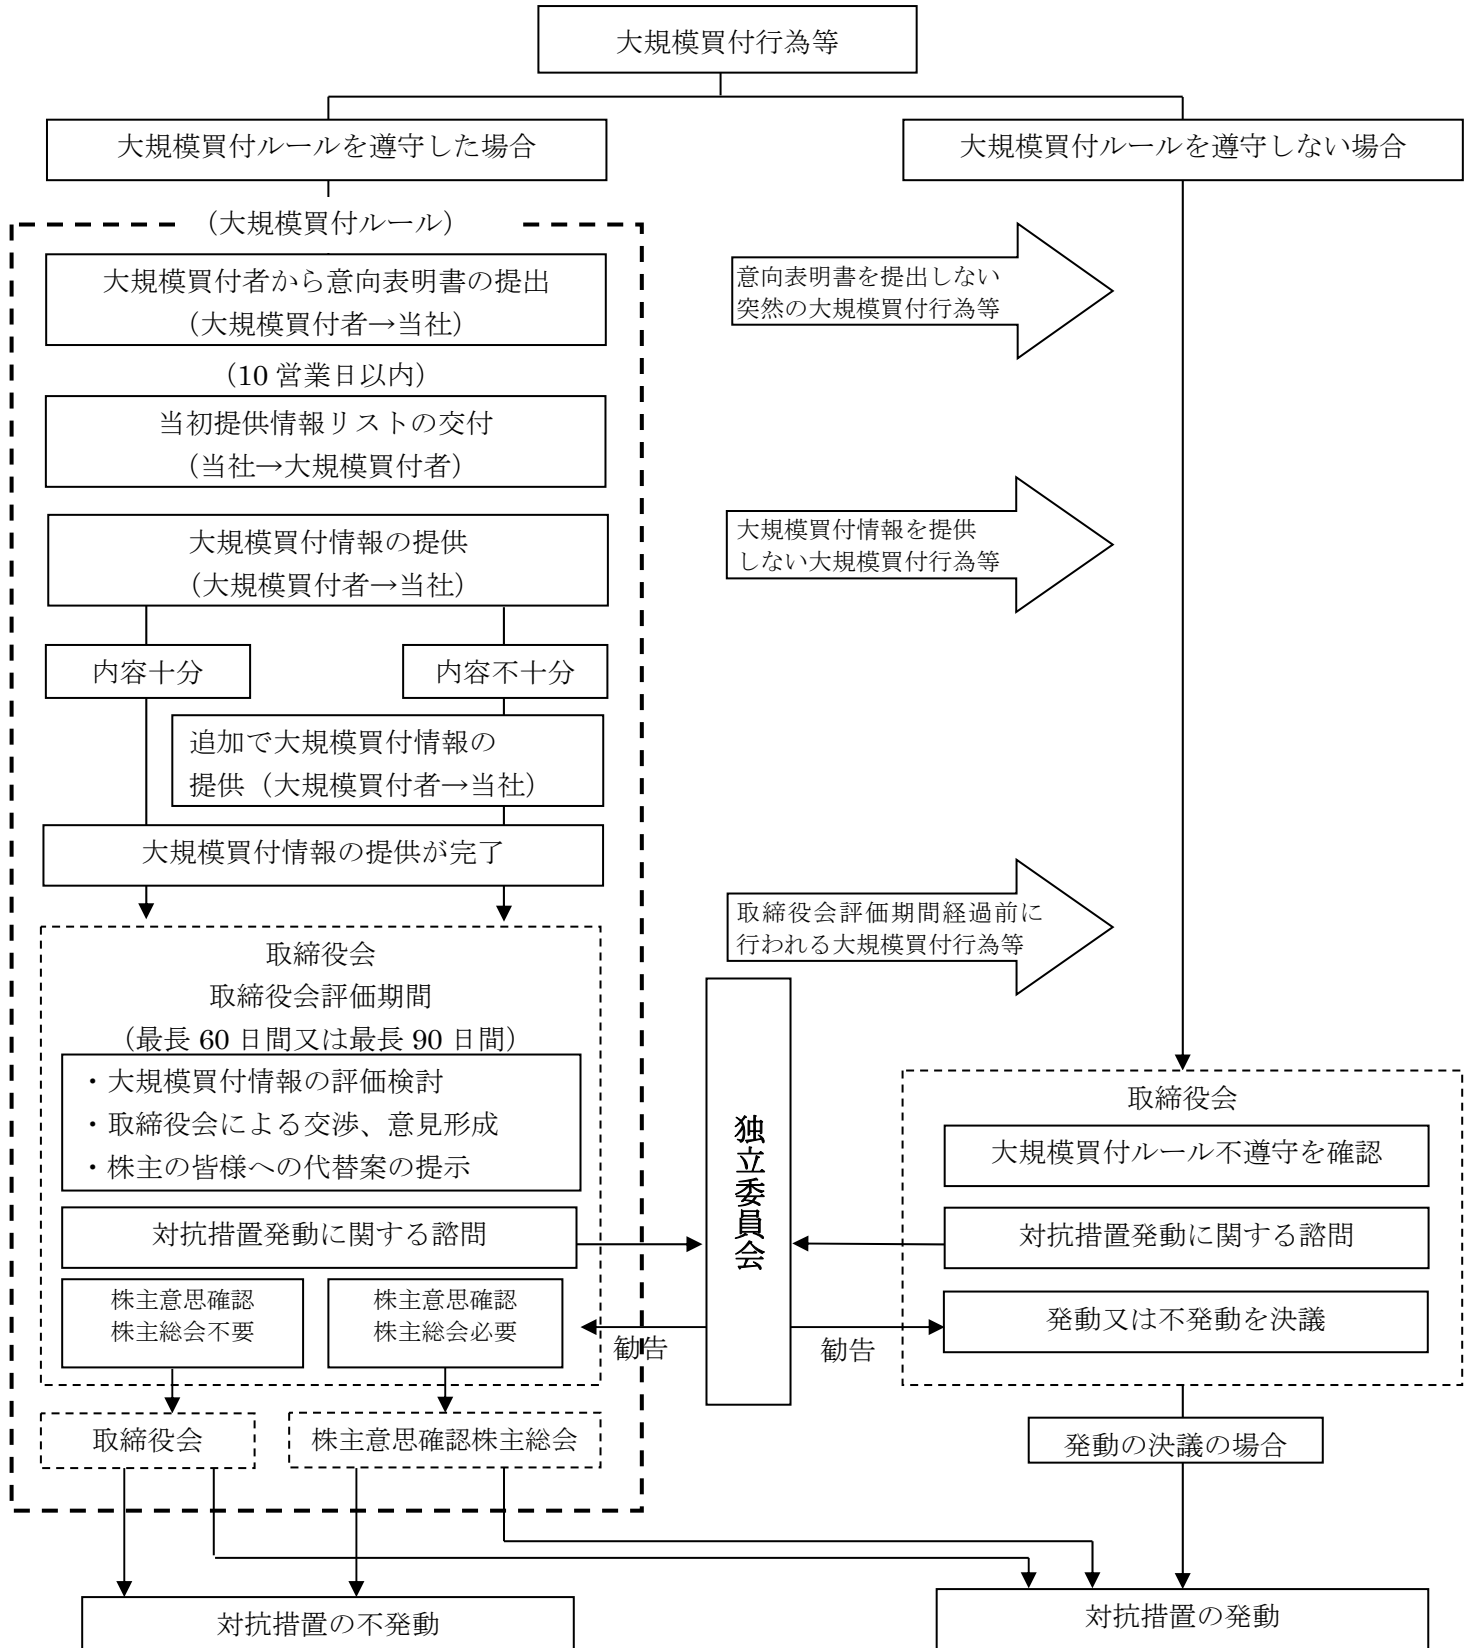 大規模買付行為等
大規模買付ルールを遵守した場合
大規模買付ルールを遵守しない場合
(大規模買付ルール)
大規模買付者から意向表明書の提出
(大規模買付者→当社)
意向表明書を提出しない
突然の大規模買付行為等
(10 営業日以内)
当初提供情報リストの交付
(当社→大規模買付者)
大規模買付情報の提供
(大規模買付者→当社)
大規模買付情報を提供
しない大規模買付行為等
内容十分
内容不十分
追加で大規模買付情報の
提供(大規模買付者→当社)
大規模買付情報の提供が完了
取締役会評価期間経過前に
行われる大規模買付行為等
取締役会
取締役会評価期間
(最長 60 日間又は最長 90 日間)
・大規模買付情報の評価検討
・取締役会による交渉、意見形成
・株主の皆様への代替案の提示
対抗措置発動に関する諮問
株主意思確認
株主総会不要
株主意思確認
株主総会必要
独立委員会
勧告
勧告
取締役会
大規模買付ルール不遵守を確認
対抗措置発動に関する諮問
発動又は不発動を決議
取締役会
株主意思確認株主総会
発動の決議の場合
対抗措置の不発動
対抗措置の発動